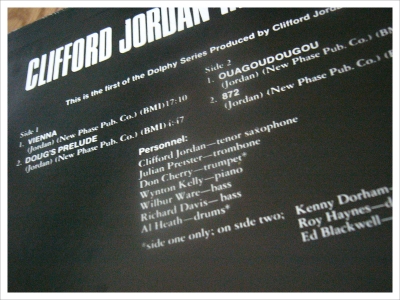 CLIFFORD JORDAN
This is the first of the Dolphy Series Produced by Clifford Jordan
Side 1
1. VIENNA
(Jordan) (New Phase Pub. Co.) (BMI) 17:10
2. DOUG'S PRELUDE
(Jordan) (New Phase Pub. Co.) (BMI) 4:47
Side 2
1. OUAGOUDOUGOU
(Jordan) (New Phase Pub. Co.) (BM
2. 872
(Jordan) (New Phase Pub. Co.)
Personnel:
Clifford Jordan—tenor saxophone
Julian Preister—trombone
Don Cherry—trumpet*
Wynton Kelly—piano
Wilbur Ware—bass
Richard Davis—bass
Al Heath—drums*
*side one only; on side two;
Kenny Dorham-
Roy Haynes—d
Ed Blackwell—